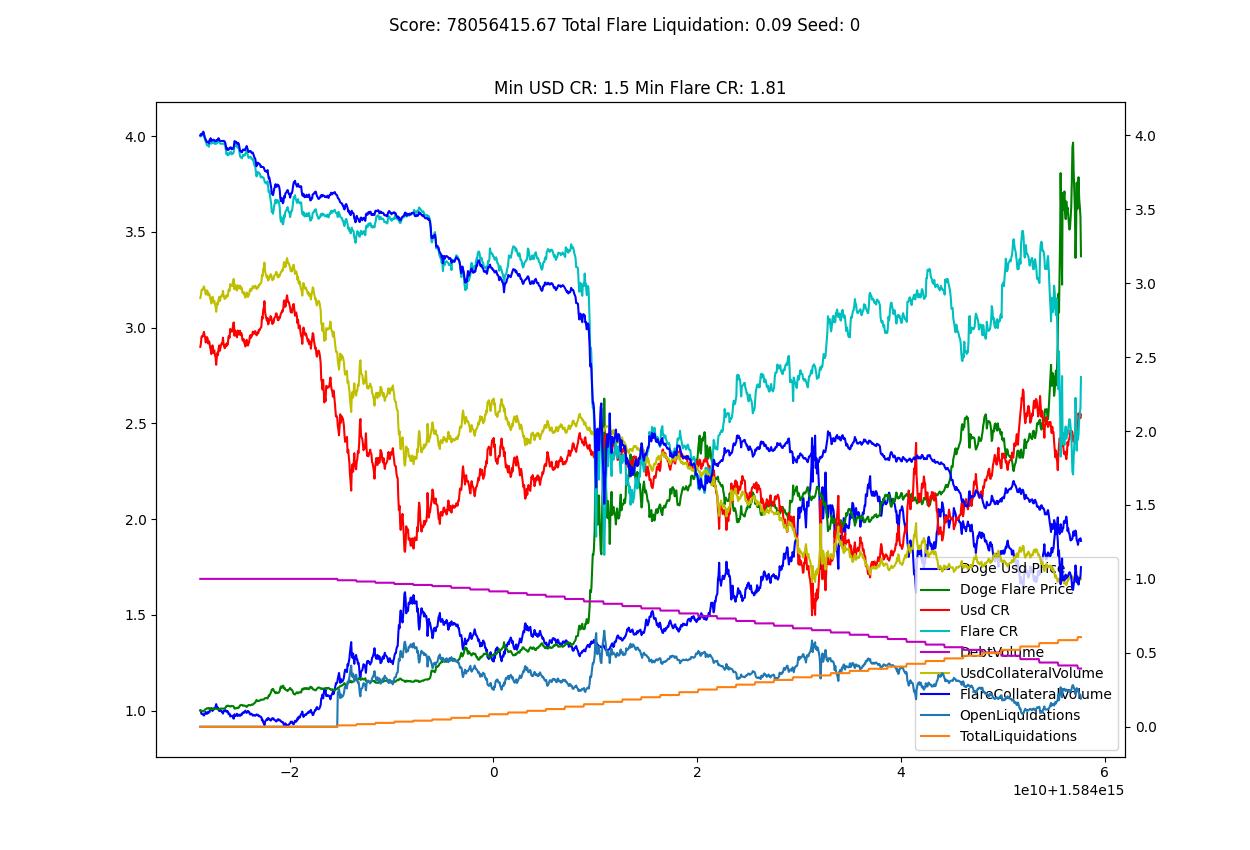 Score: 78056415.67 Total Flare Liquidation: 0.09 Seed: 0
Min USD CR: 1.5 Min Flare CR: 1.81
4.0
3.5
3.0
2.5
2.0
1.5
1.0
4.0
3.5
3.0
2.5
2.0
1.5
1.0
0.5
0.0
Doge Usd Price
Doge Flare Price
Usd CR
Flare CR
DebtVolume
UsdCollateralVolume
FlareCollateralVolume
OpenLiquidations
TotalLiquidations
−2 0 2 4 6
1e10+1.584e15